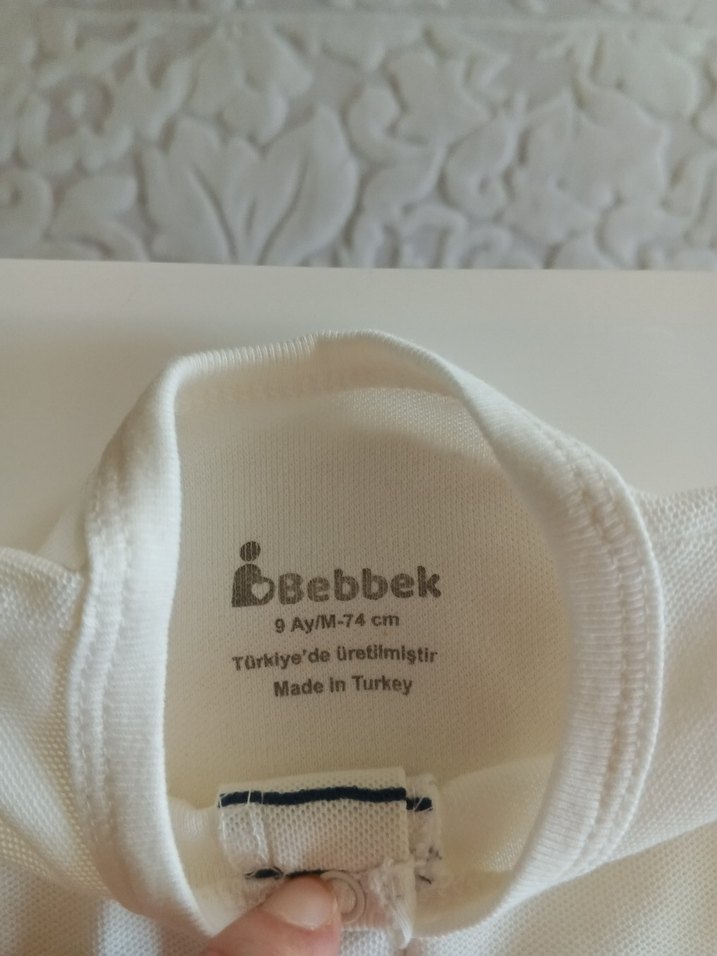 Bebbek
9 Ay/M-74 cm
Türkiye'de üretilmiştir
Made in Turkey